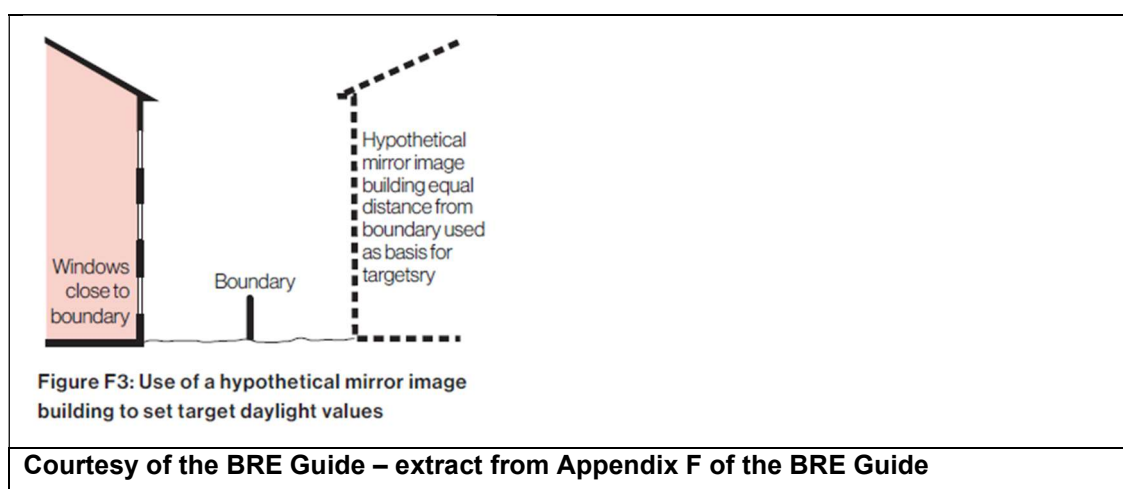 Hypothetical
mirror image
building equal
distance from
boundary used
as basis for
targetsry
Windows
close to
boundary
Boundary
Figure F3: Use of a hypothetical mirror image
building to set target daylight values
Courtesy of the BRE Guide – extract from Appendix F of the BRE Guide